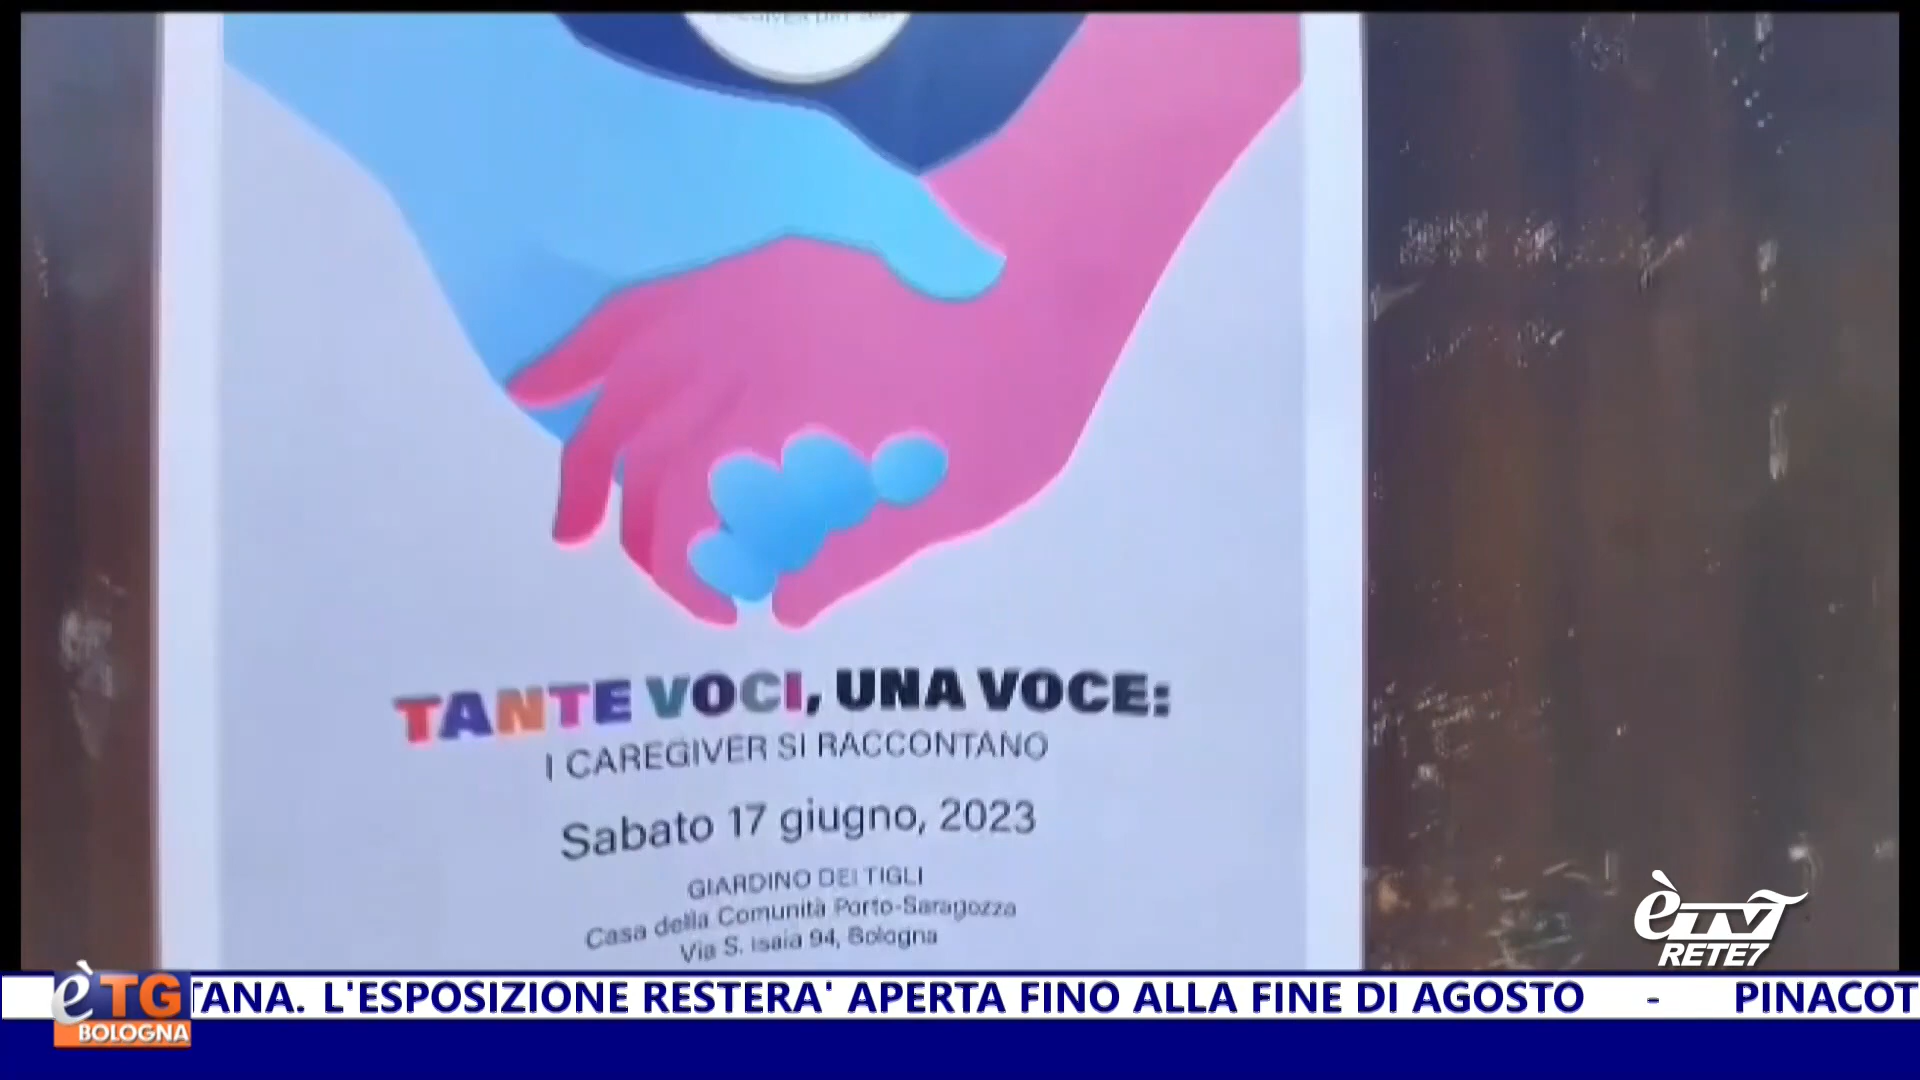 TANTE VOCI, UNA VOCE:
I CAREGIVER SI RACCONTANO
Sabato 17 giugno, 2023
GIARDINO DEI TIGLI
Casa della Comunità Porto-Saragozza
Via S. Isaia 94, Bologna
èTV
RETE7
è TG
BOLOGNA
TANA. L'ESPOSIZIONE RESTERA' APERTA FINO ALLA FINE DI AGOSTO - PINACOT